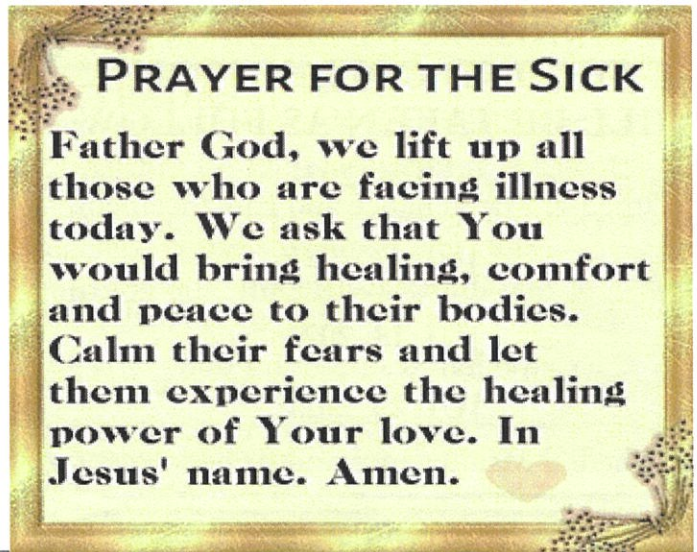 PRAYER FOR THE SICK
Father God, we lift up all
those who are facing illness
today. We ask that You
would bring healing, comfort
and peace to their bodies.
Calm their fears and let
them experience the healing
power of Your love. In
Jesus' name. Amen.